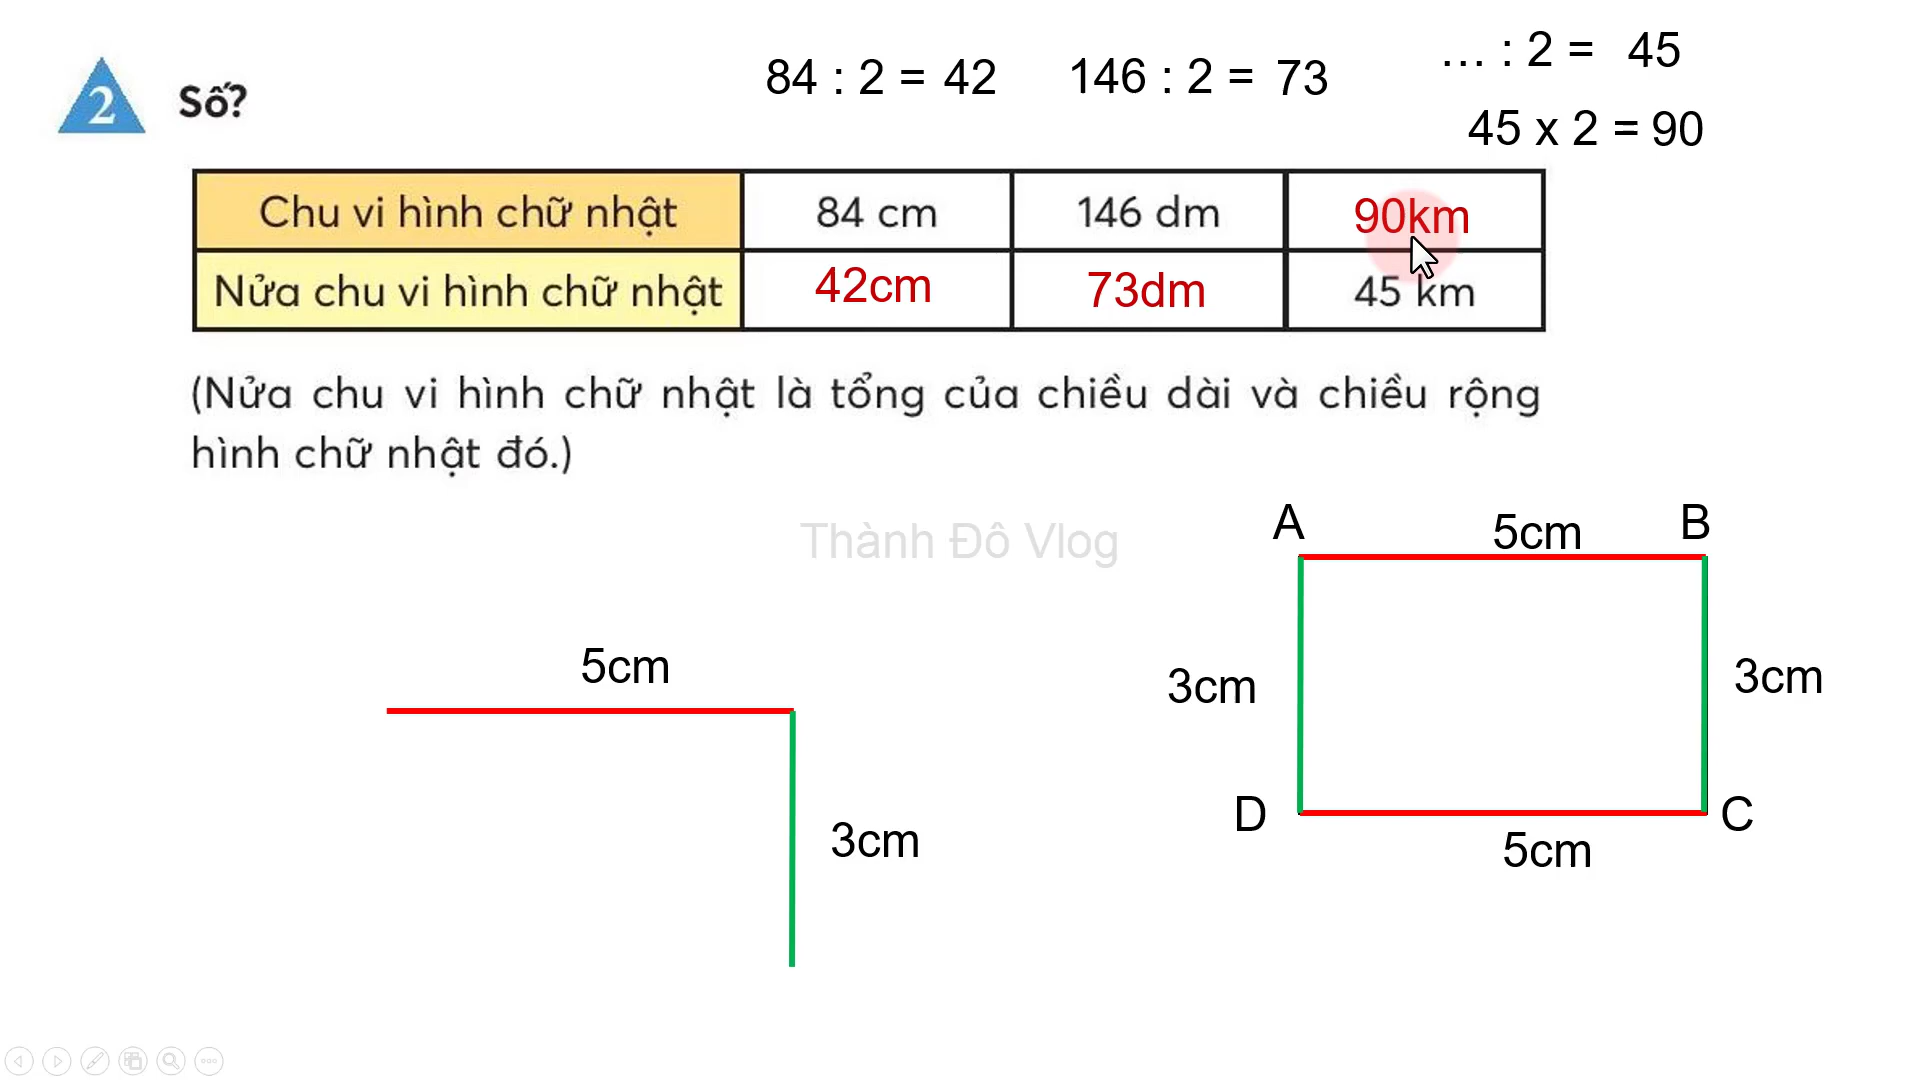 84 : 2 = 42
146 : 2 = 73
... : 2 = 45
45 x 2 = 90
2 Số?
Chu vi hình chữ nhật 84 cm 146 dm 90km
Nửa chu vi hình chữ nhật 42cm 73dm 45 km
(Nửa chu vi hình chữ nhật là tổng của chiều dài và chiều rộng
hình chữ nhật đó.)
Thành Đô Vlog
A 5cm B
5cm
3cm 3cm
3cm
D C
5cm